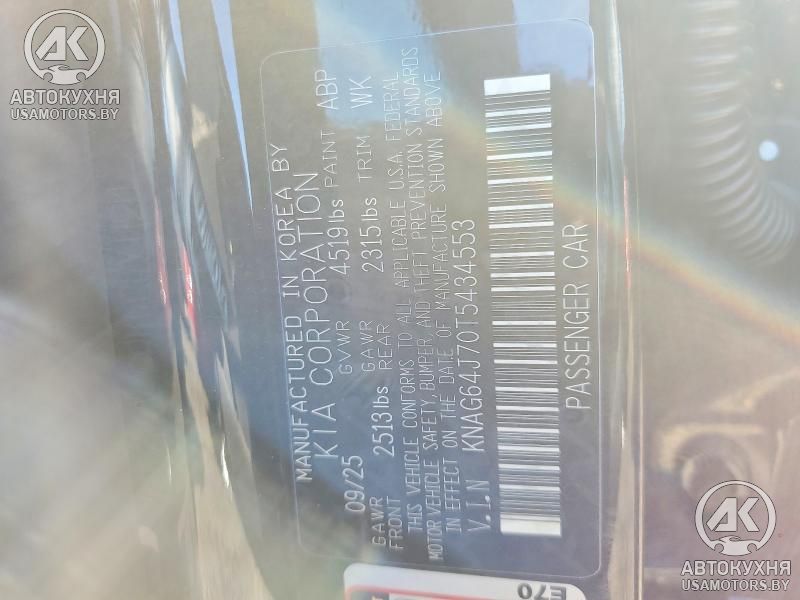 MANUFACTURED IN KOREA BY
KIA CORPORATION
09/25 GVWR 4519lbs PAINT ABP
GAWR FRONT 2513lbs GAWR REAR 2315lbs TRIM WK
THIS VEHICLE CONFORMS TO ALL APPLICABLE U.S.A. FEDERAL
MOTOR VEHICLE SAFETY, BUMPER, AND THEFT PREVENTION STANDARDS
IN EFFECT ON THE DATE OF MANUFACTURE SHOWN ABOVE
V.I.N KNAG64J70T5434553
PASSENGER CAR
E70
АК
АВТОКУХНЯ
USAMOTORS.BY
АК
АВТОКУХНЯ
USAMOTORS.BY